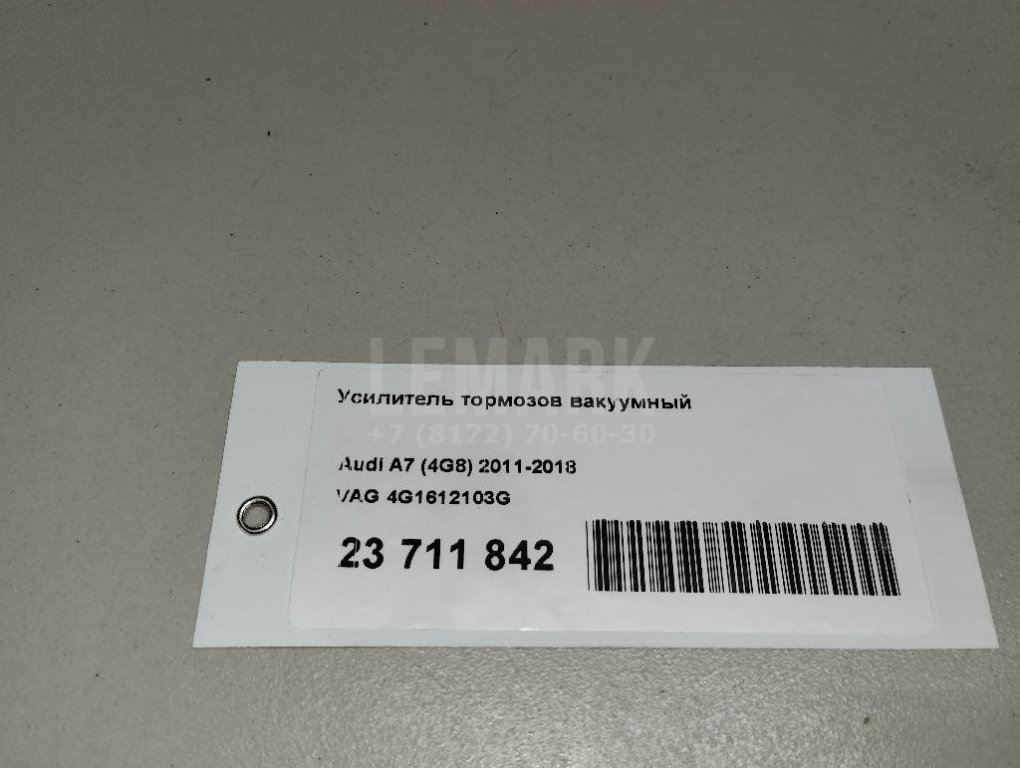 LEMARK
Усилитель тормозов вакуумный
+7 (8172) 70-60-30
Audi A7 (4G8) 2011-2018
VAG 4G1612103G
23 711 842